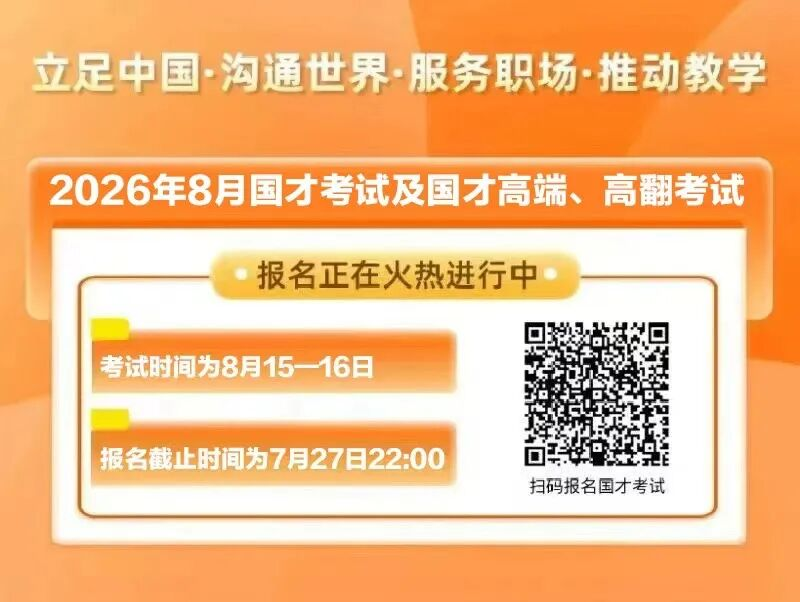 立足中国·沟通世界·服务职场·推动教学
2026年8月国才考试及国才高端、高翻考试
报名正在火热进行中
考试时间为8月15—16日
报名截止时间为7月27日22:00
扫码报名国才考试